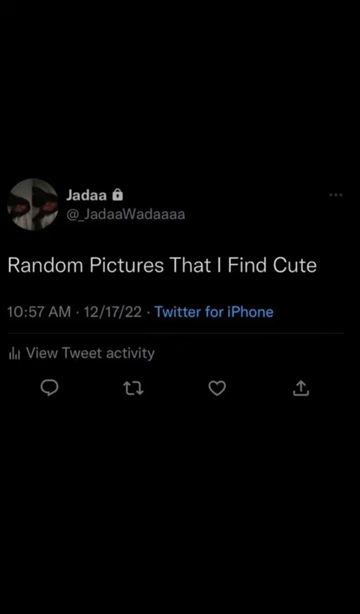 Jadaa
@_JadaaWadaaaa
Random Pictures That I Find Cute
10:57 AM · 12/17/22 · Twitter for iPhone
View Tweet activity